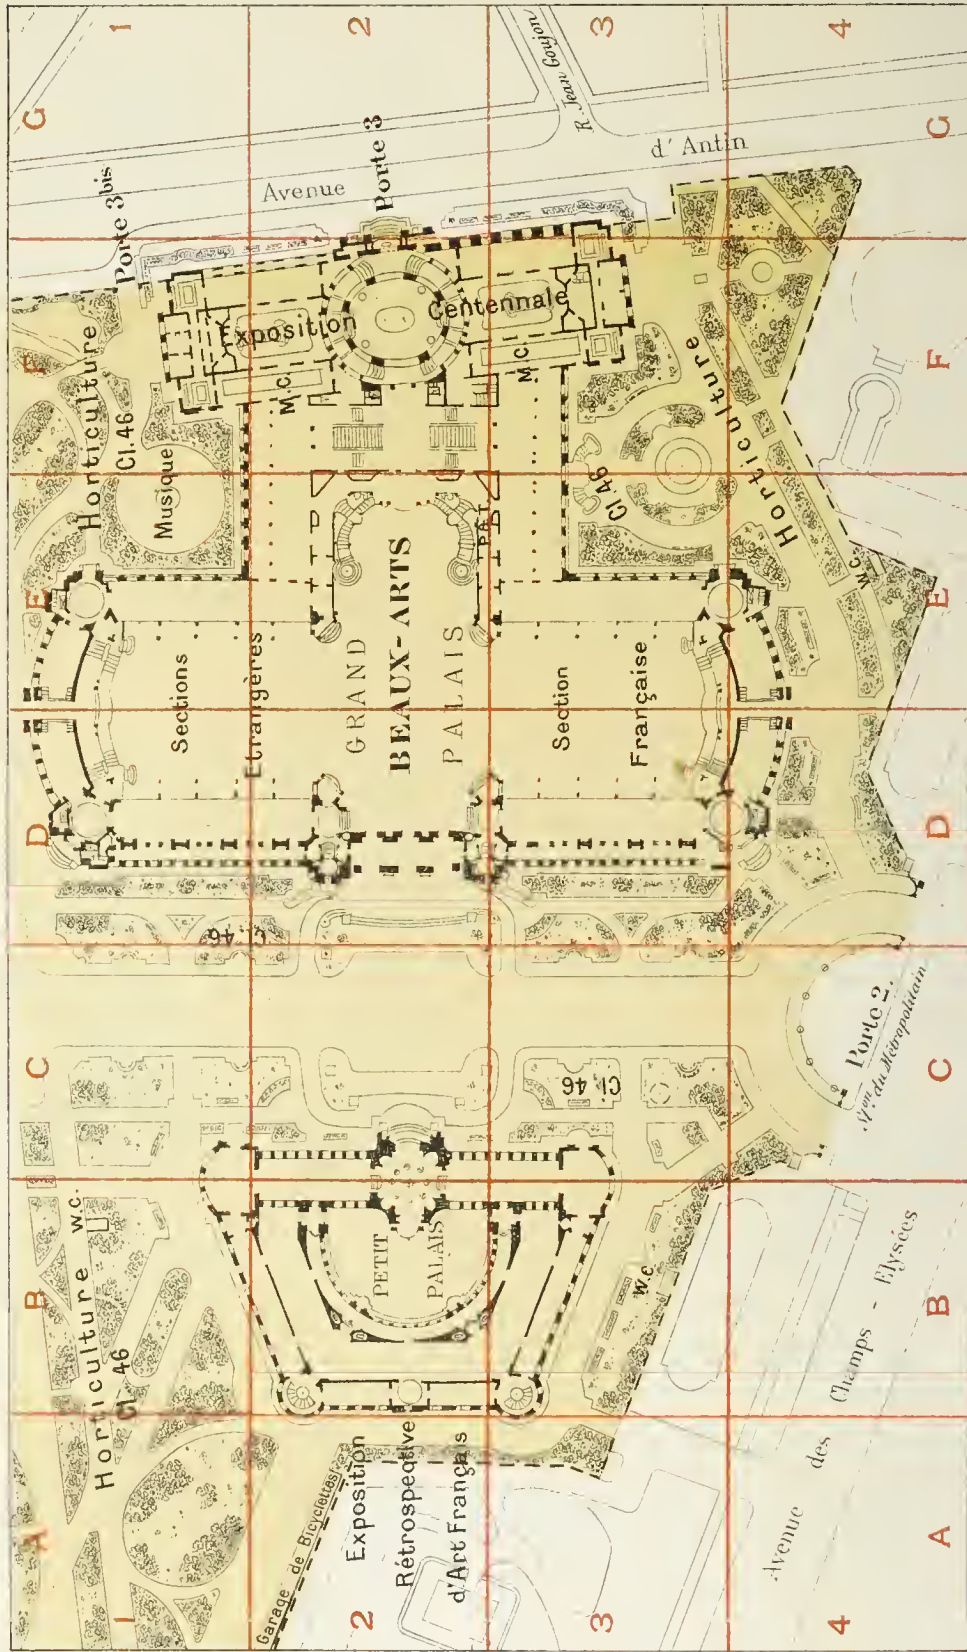 1
2
3
4
G
G
Porte 3bis
Avenue
Porte 3
d'Antin
R. Jean Goujon
F
F
Horticulture
Cl. 46
Musique
Exposition
Centennale
M.C.
M.C.
Horticulture
Cl 46
W.C.
E
E
Sections
Etrangères
GRAND
BEAUX-ARTS
PALAIS
Section
Française
D
D
Cl. 46
C
C
Cl. 46
Porte 2.
Ston du Métropolitain
B
B
Horticulture
W.C.
Cl 46
PETIT
PALAIS
W.C.
Avenue
des
Champs-Elysées
A
A
Garage de Bicyclettes
Exposition
Rétrospective
d'Art Français
1
2
3
4